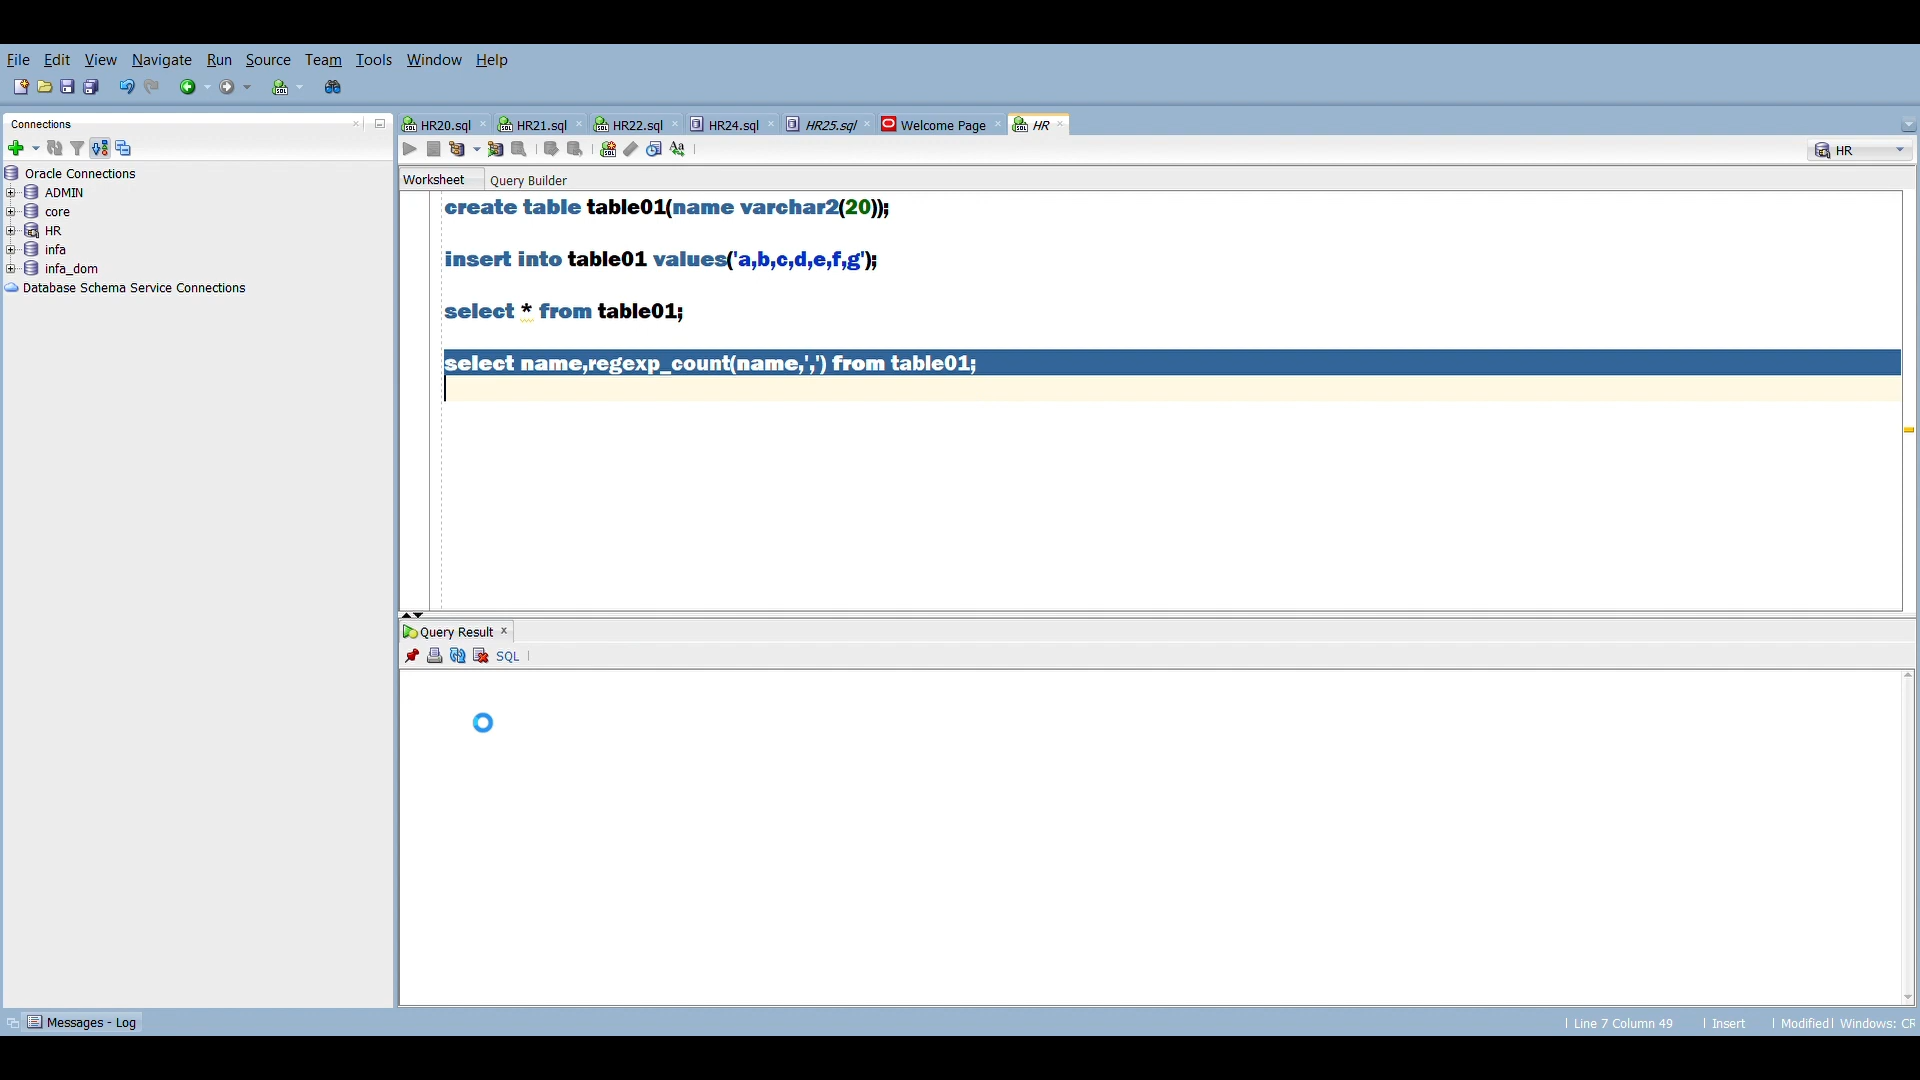 File Edit View Navigate Run Source Team Tools Window Help
Connections
HR20.sql HR21.sql HR22.sql HR24.sql HR25.sql Welcome Page HR
HR
Oracle Connections
ADMIN
core
HR
infa
infa_dom
Database Schema Service Connections
Worksheet Query Builder
create table table01(name varchar2(20));
insert into table01 values('a,b,c,d,e,f,g');
select * from table01;
select name,regexp_count(name,',') from table01;
Query Result
SQL
Messages - Log
Line 7 Column 49 Insert Modified Windows: CR